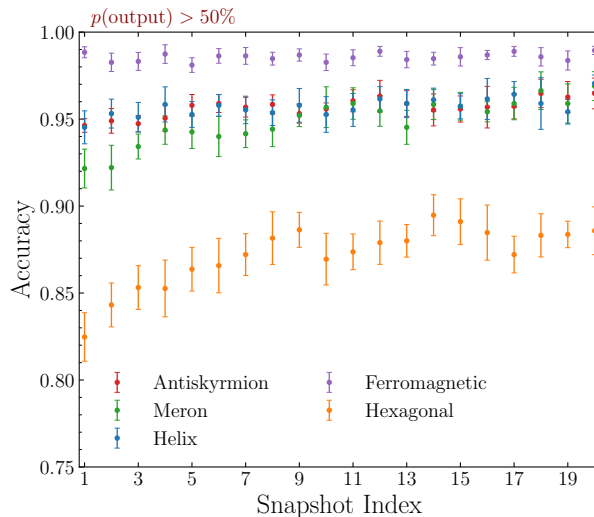 p(output) > 50%
1.00
0.95
0.90
0.85
0.80
0.75
Accuracy
Antiskyrmion
Meron
Helix
Ferromagnetic
Hexagonal
1 3 5 7 9 11 13 15 17 19
Snapshot Index